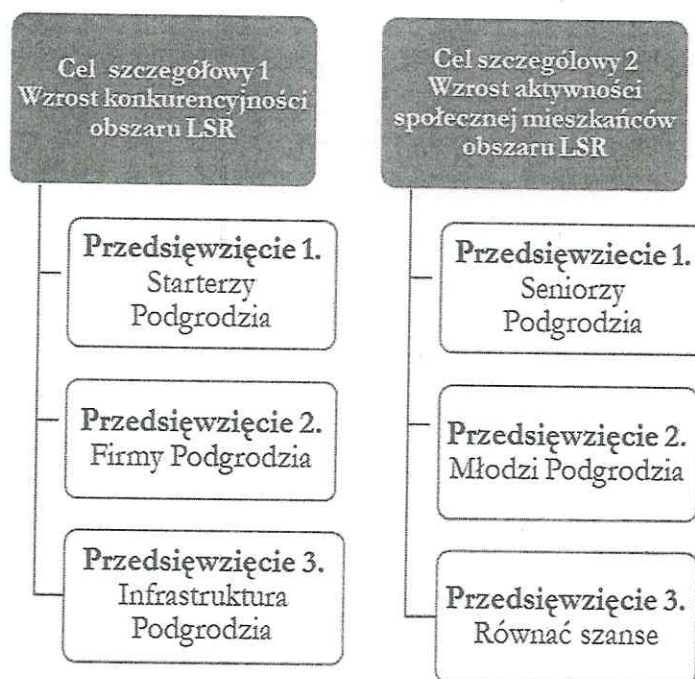 Cel szczegółowy 1
Wzrost konkurencyjności
obszaru LSR
Przedsięwzięcie 1.
Starterzy
Podgrodzia
Przedsięwzięcie 2.
Firmy Podgrodzia
Przedsięwzięcie 3.
Infrastruktura
Podgrodzia
Cel szczególowy 2
Wzrost aktywności
społecznej mieszkańców
obszaru LSR
Przedsięwziecie 1.
Seniorzy
Podgrodzia
Przedsięwzięcie 2.
Młodzi Podgrodzia
Przedsięwzięcie 3.
Równać szanse